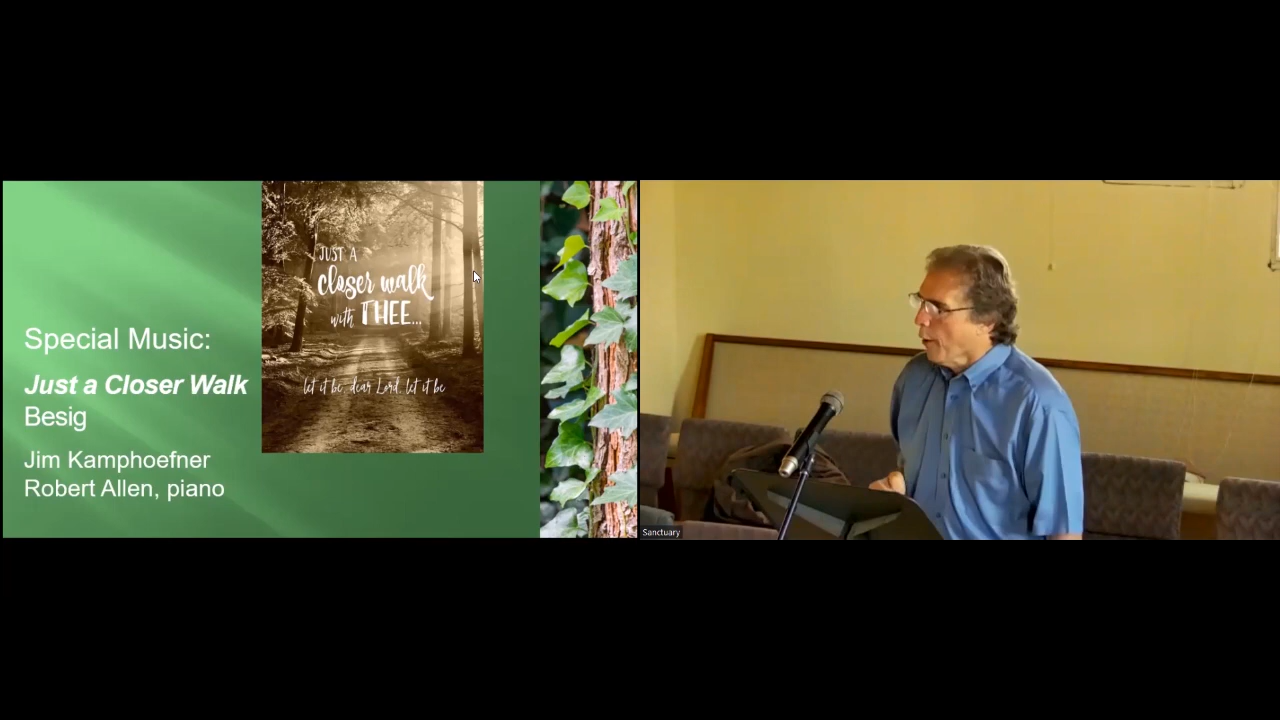 Special Music:
Just a Closer Walk
Besig
Jim Kamphoefner
Robert Allen, piano
JUST A
closer walk
with THEE...
let it be, dear Lord, let it be
Sanctuary